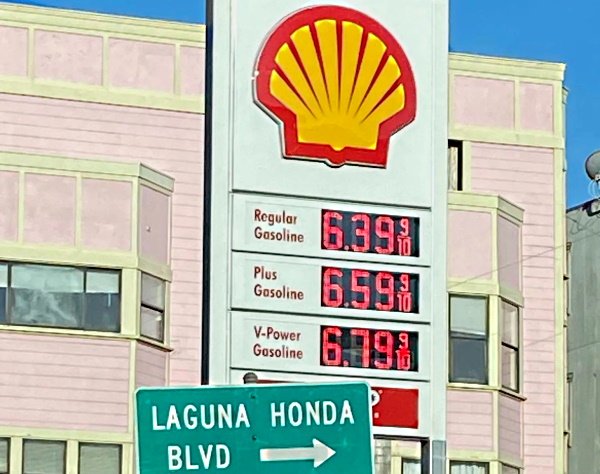 Regular
Gasoline 6.39 9/10
Plus
Gasoline 6.59 9/10
V-Power
Gasoline 6.79 9/10
LAGUNA HONDA
BLVD →